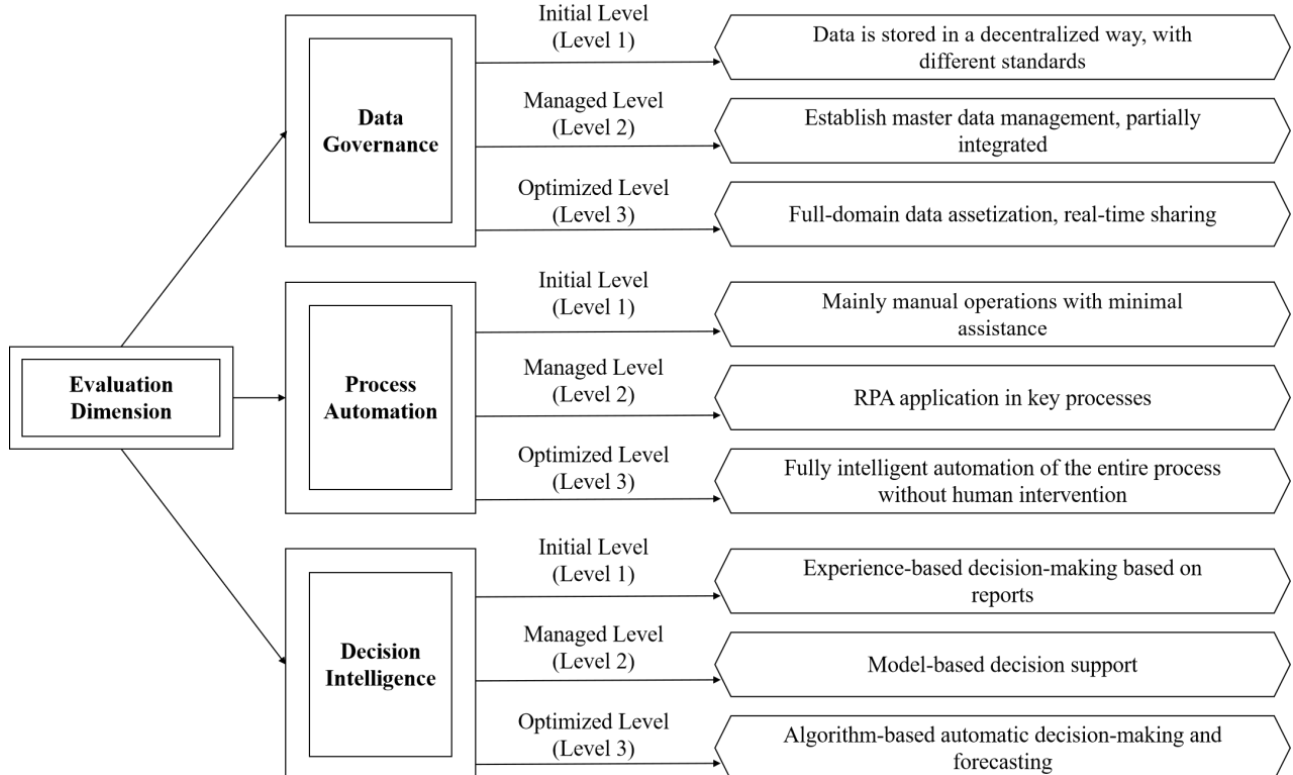 Evaluation
Dimension
Data
Governance
Initial Level
(Level 1)
Data is stored in a decentralized way, with
different standards
Managed Level
(Level 2)
Establish master data management, partially
integrated
Optimized Level
(Level 3)
Full-domain data assetization, real-time sharing
Process
Automation
Initial Level
(Level 1)
Mainly manual operations with minimal
assistance
Managed Level
(Level 2)
RPA application in key processes
Optimized Level
(Level 3)
Fully intelligent automation of the entire process
without human intervention
Decision
Intelligence
Initial Level
(Level 1)
Experience-based decision-making based on
reports
Managed Level
(Level 2)
Model-based decision support
Optimized Level
(Level 3)
Algorithm-based automatic decision-making and
forecasting